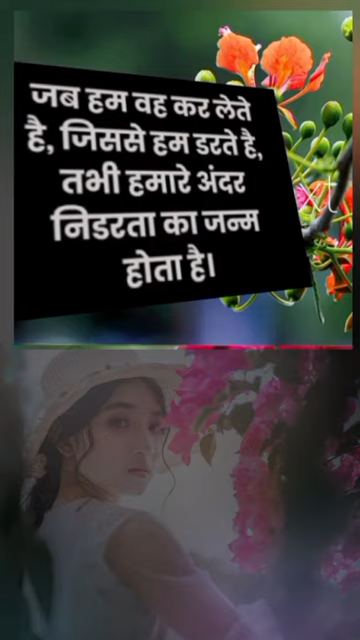 जब हम वह कर लेते
है, जिससे हम डरते है,
तभी हमारे अंदर
निडरता का जन्म
होता है।